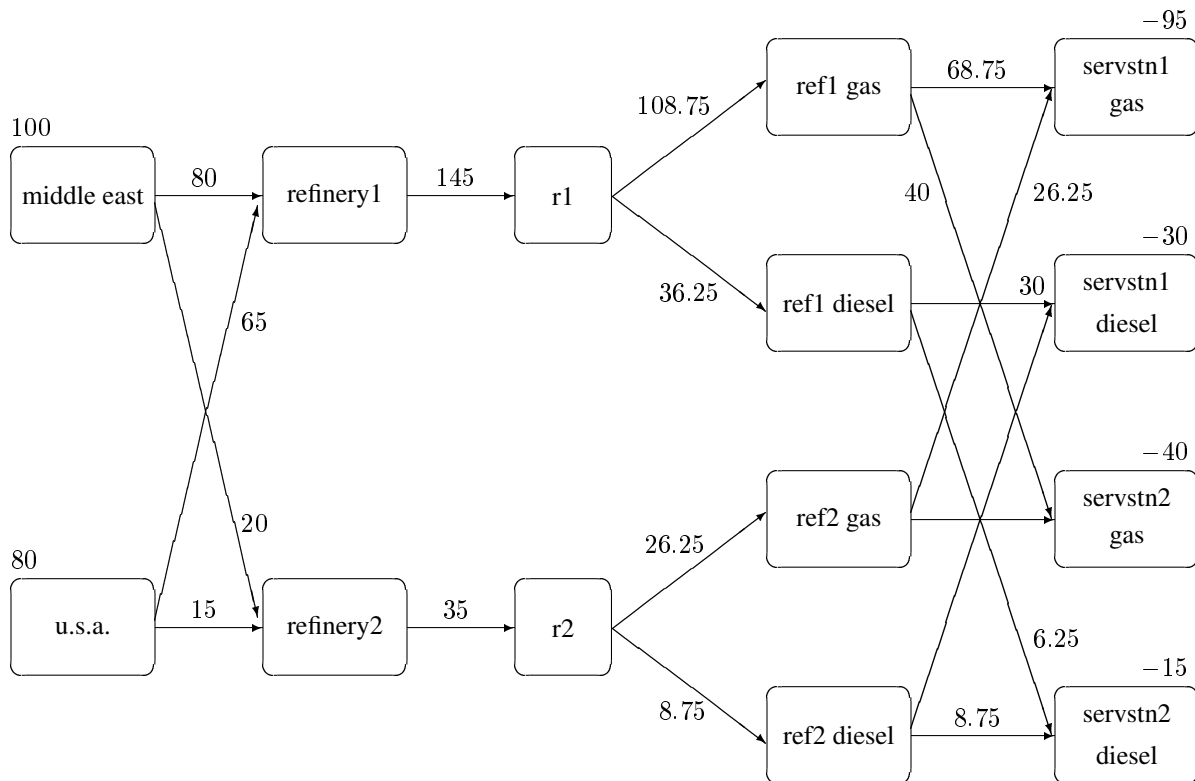 -95
68.75
servstn1
gas
ref1 gas
108.75
100
middle east
80
refinery1
145
r1
40
26.25
-30
36.25
ref1 diesel
30
servstn1
diesel
65
-40
servstn2
gas
ref2 gas
20
26.25
80
u.s.a.
15
refinery2
35
r2
6.25
-15
8.75
ref2 diesel
8.75
servstn2
diesel